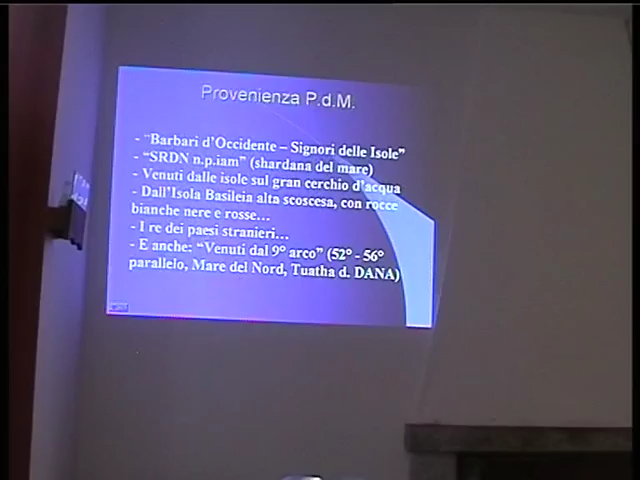 Provenienza P.d.M.
- "Barbari d'Occidente – Signori delle Isole"
- "SRDN n.p.iam" (shardana del mare)
- Venuti dalle isole sul gran cerchio d'acqua
- Dall'Isola Basileia alta scoscesa, con rocce
bianche nere e rosse...
- I re dei paesi stranieri...
- E anche: "Venuti dal 9° arco" (52° - 56°
parallelo, Mare del Nord, Tuatha d. DANA)